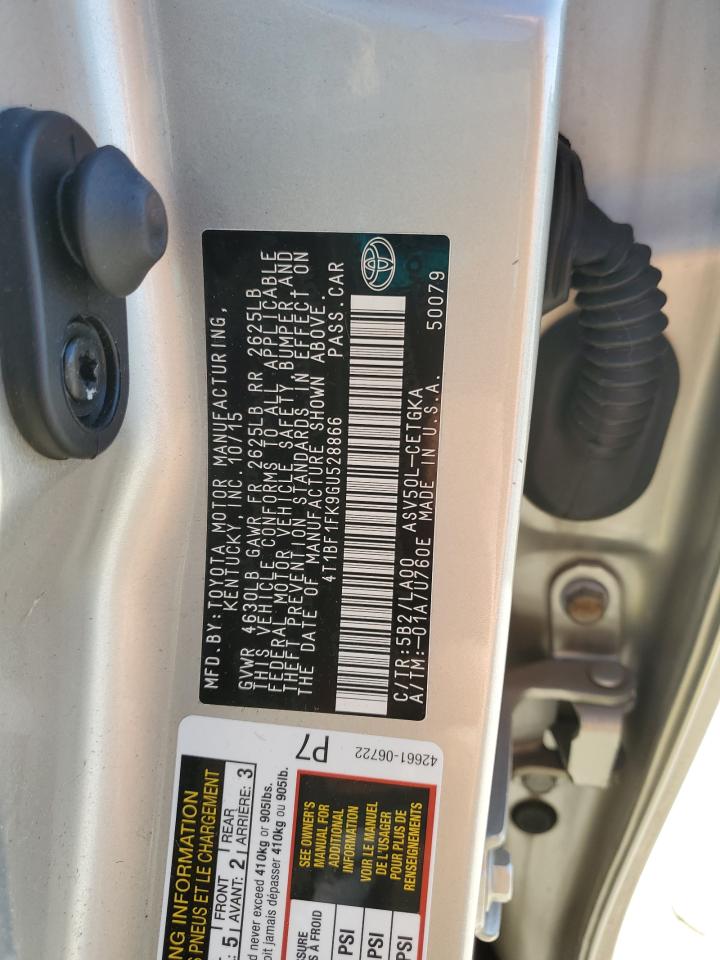 MFD.BY:TOYOTA MOTOR MANUFACTURING,
KENTUCKY, INC. 10/15
GVWR 4630LB GAWR FR 2625LB RR 2625LB
THIS VEHICLE CONFORMS TO ALL APPLICABLE
FEDERAL MOTOR VEHICLE SAFETY, BUMPER AND
THEFT PREVENTION STANDARDS IN EFFECT ON
THE DATE OF MANUFACTURE SHOWN ABOVE.
4T1BF1FK9GU528866 PASS.CAR
C/TR:5B2/LA00 ASV50L-CETGKA 50079
A/TM:-01A/U760E MADE IN U.S.A.
ING INFORMATION
PNEUS ET LE CHARGEMENT
P7
42661-06722
5 FRONT 2 REAR 3
AVANT: ARRIÈRE:
never exceed 410kg or 905lbs.
oit jamais dépasser 410kg ou 905lb.
SEE OWNER'S
MANUAL FOR
ADDITIONAL
INFORMATION
VOIR LE MANUEL
DE L'USAGER
POUR PLUS DE
RENSEIGNEMENTS
À FROID
PSI
PSI
PSI